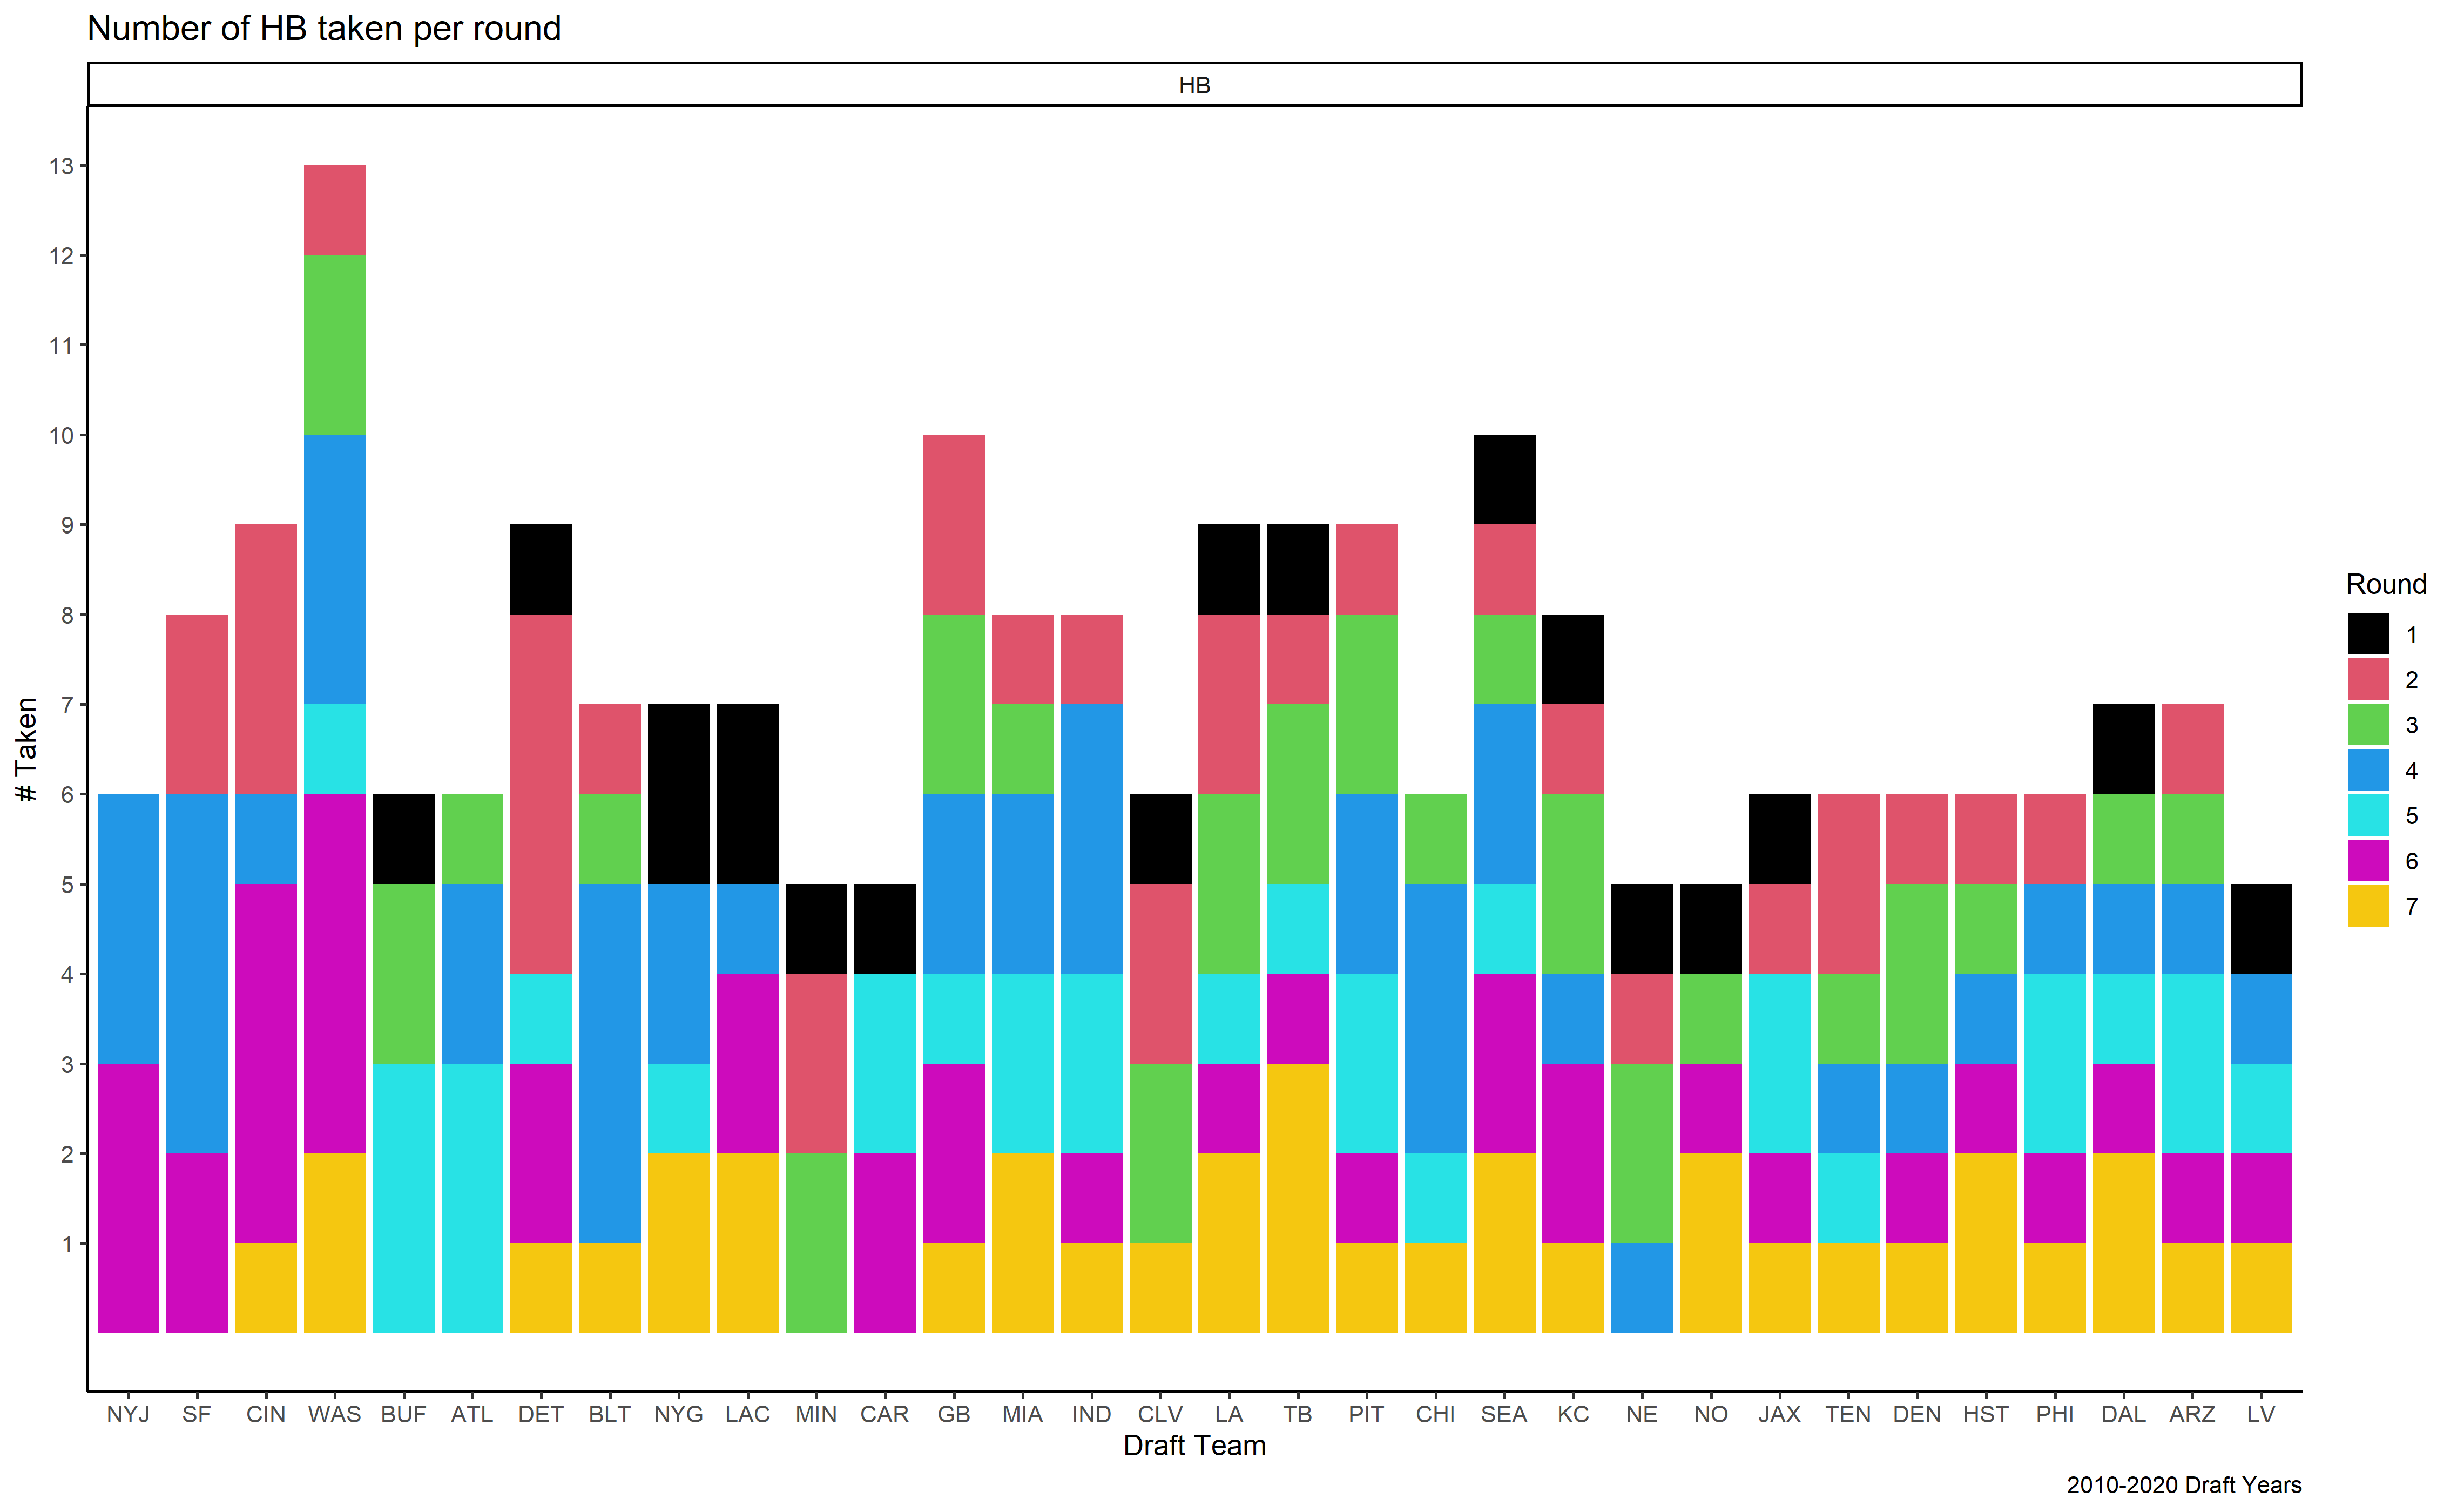 Number of HB taken per round
HB
13
12
11
10
9
8
7
6
5
4
3
2
1
# Taken
NYJ SF CIN WAS BUF ATL DET BLT NYG LAC MIN CAR GB MIA IND CLV LA TB PIT CHI SEA KC NE NO JAX TEN DEN HST PHI DAL ARZ LV
Draft Team
Round
1
2
3
4
5
6
7
2010-2020 Draft Years